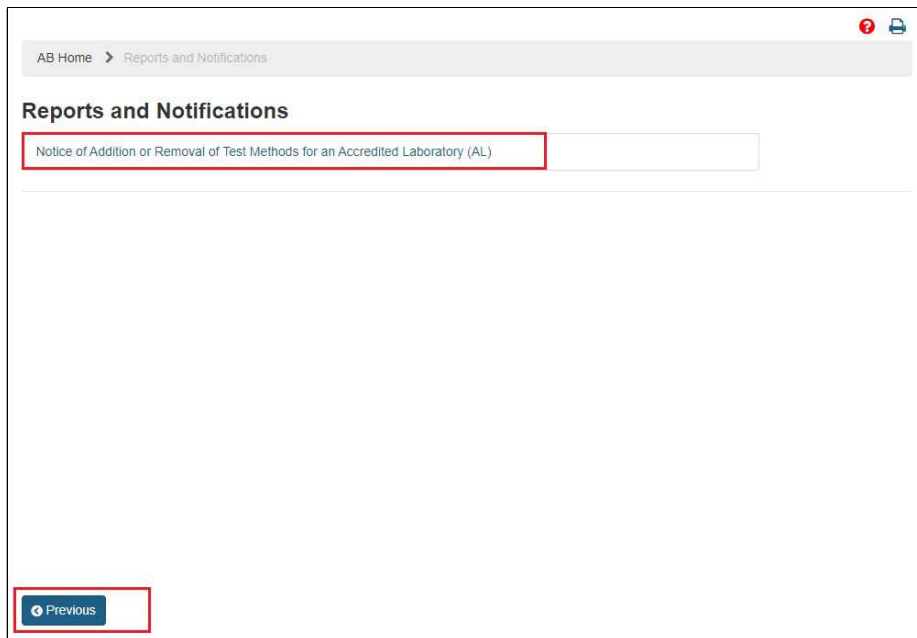 AB Home > Reports and Notifications
Reports and Notifications
Notice of Addition or Removal of Test Methods for an Accredited Laboratory (AL)
Previous